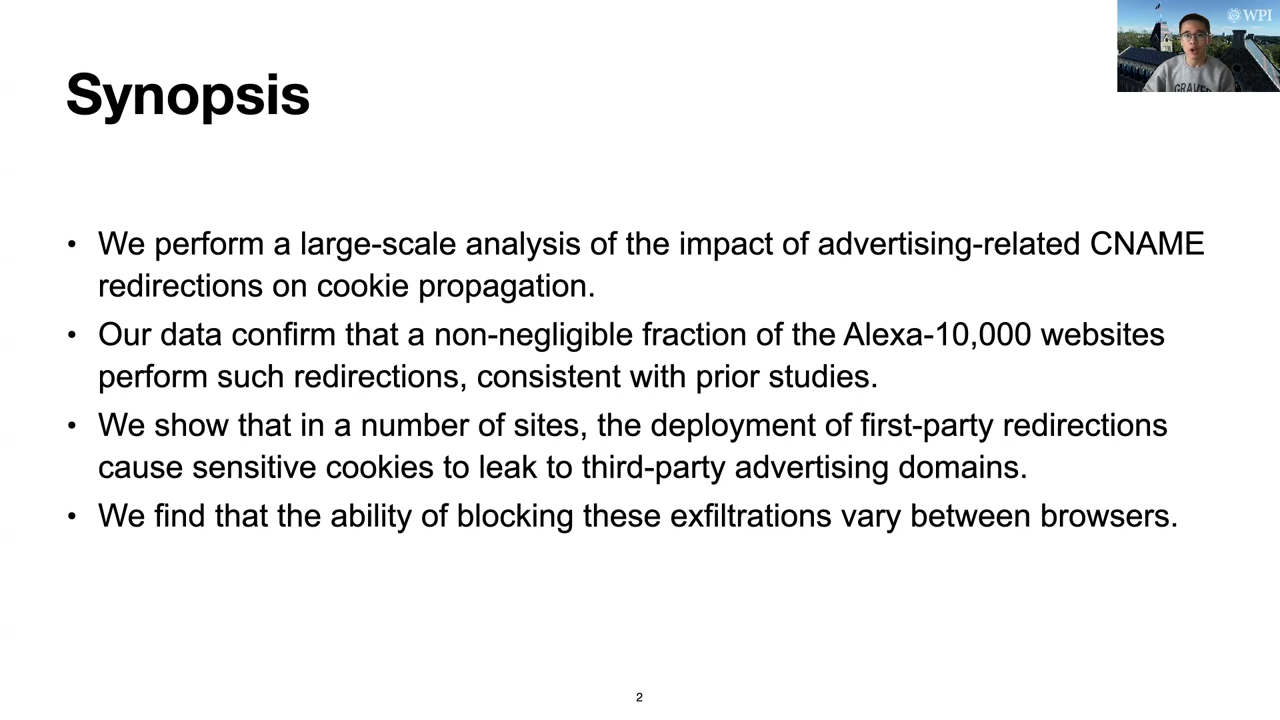 WPI
GRAVE
Synopsis
• We perform a large-scale analysis of the impact of advertising-related CNAME
redirections on cookie propagation.
• Our data confirm that a non-negligible fraction of the Alexa-10,000 websites
perform such redirections, consistent with prior studies.
• We show that in a number of sites, the deployment of first-party redirections
cause sensitive cookies to leak to third-party advertising domains.
• We find that the ability of blocking these exfiltrations vary between browsers.
2